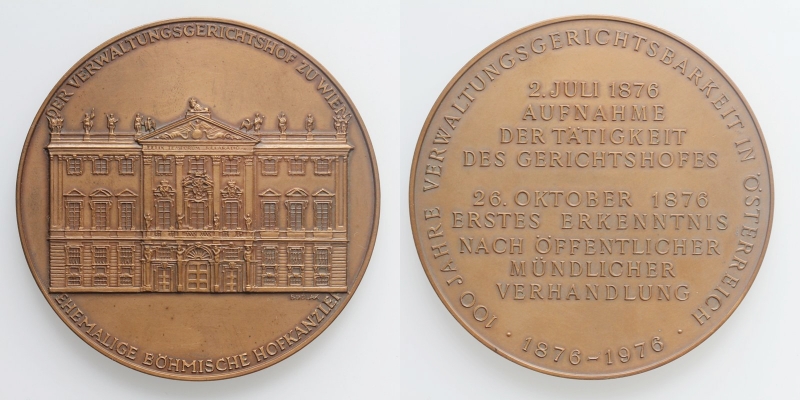 DER VERWALTUNGSGERICHTSHOF ZU WIEN
EHEMALIGE BÖHMISCHE HOFKANZLEI
100 JAHRE VERWALTUNGSGERICHTSBARKEIT IN ÖSTERREICH
2. JULI 1876
AUFNAHME
DER TÄTIGKEIT
DES GERICHTSHOFES
26. OKTOBER 1876
ERSTES ERKENNTNIS
NACH ÖFFENTLICHER
MÜNDLICHER
VERHANDLUNG
· 1876-1976 ·